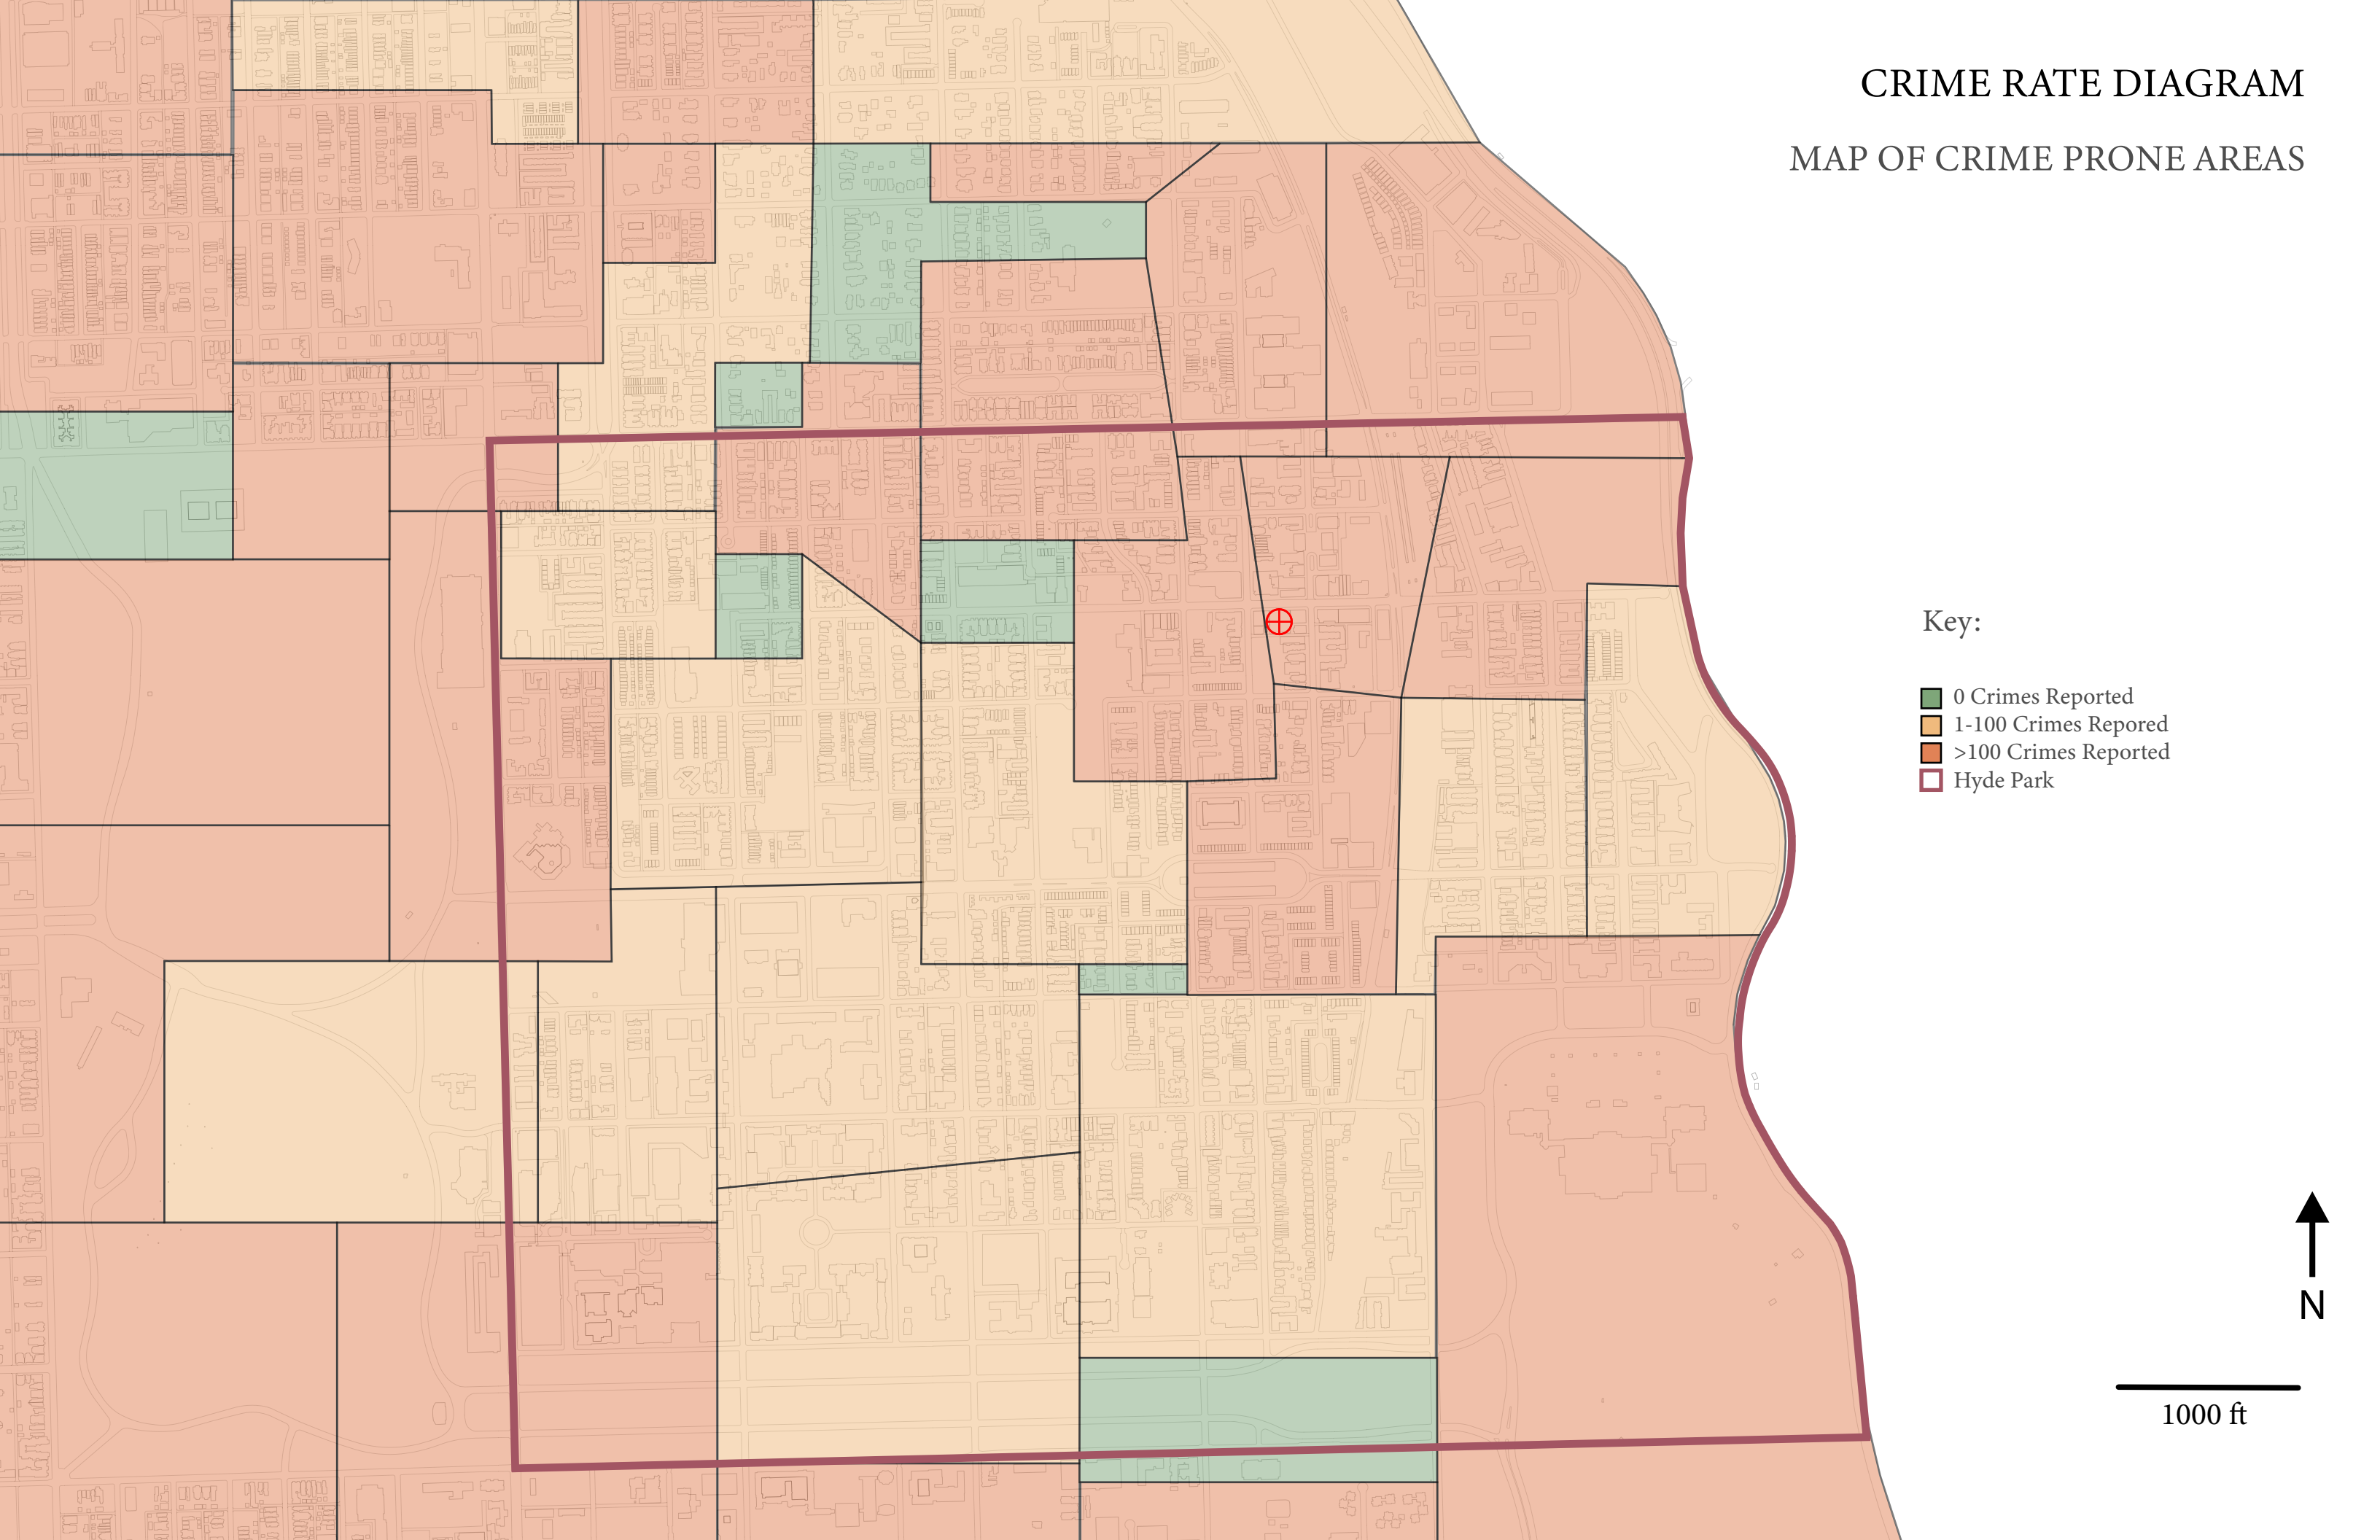 CRIME RATE DIAGRAM
MAP OF CRIME PRONE AREAS
Key:
0 Crimes Reported
1-100 Crimes Repored
>100 Crimes Reported
Hyde Park
N
1000 ft